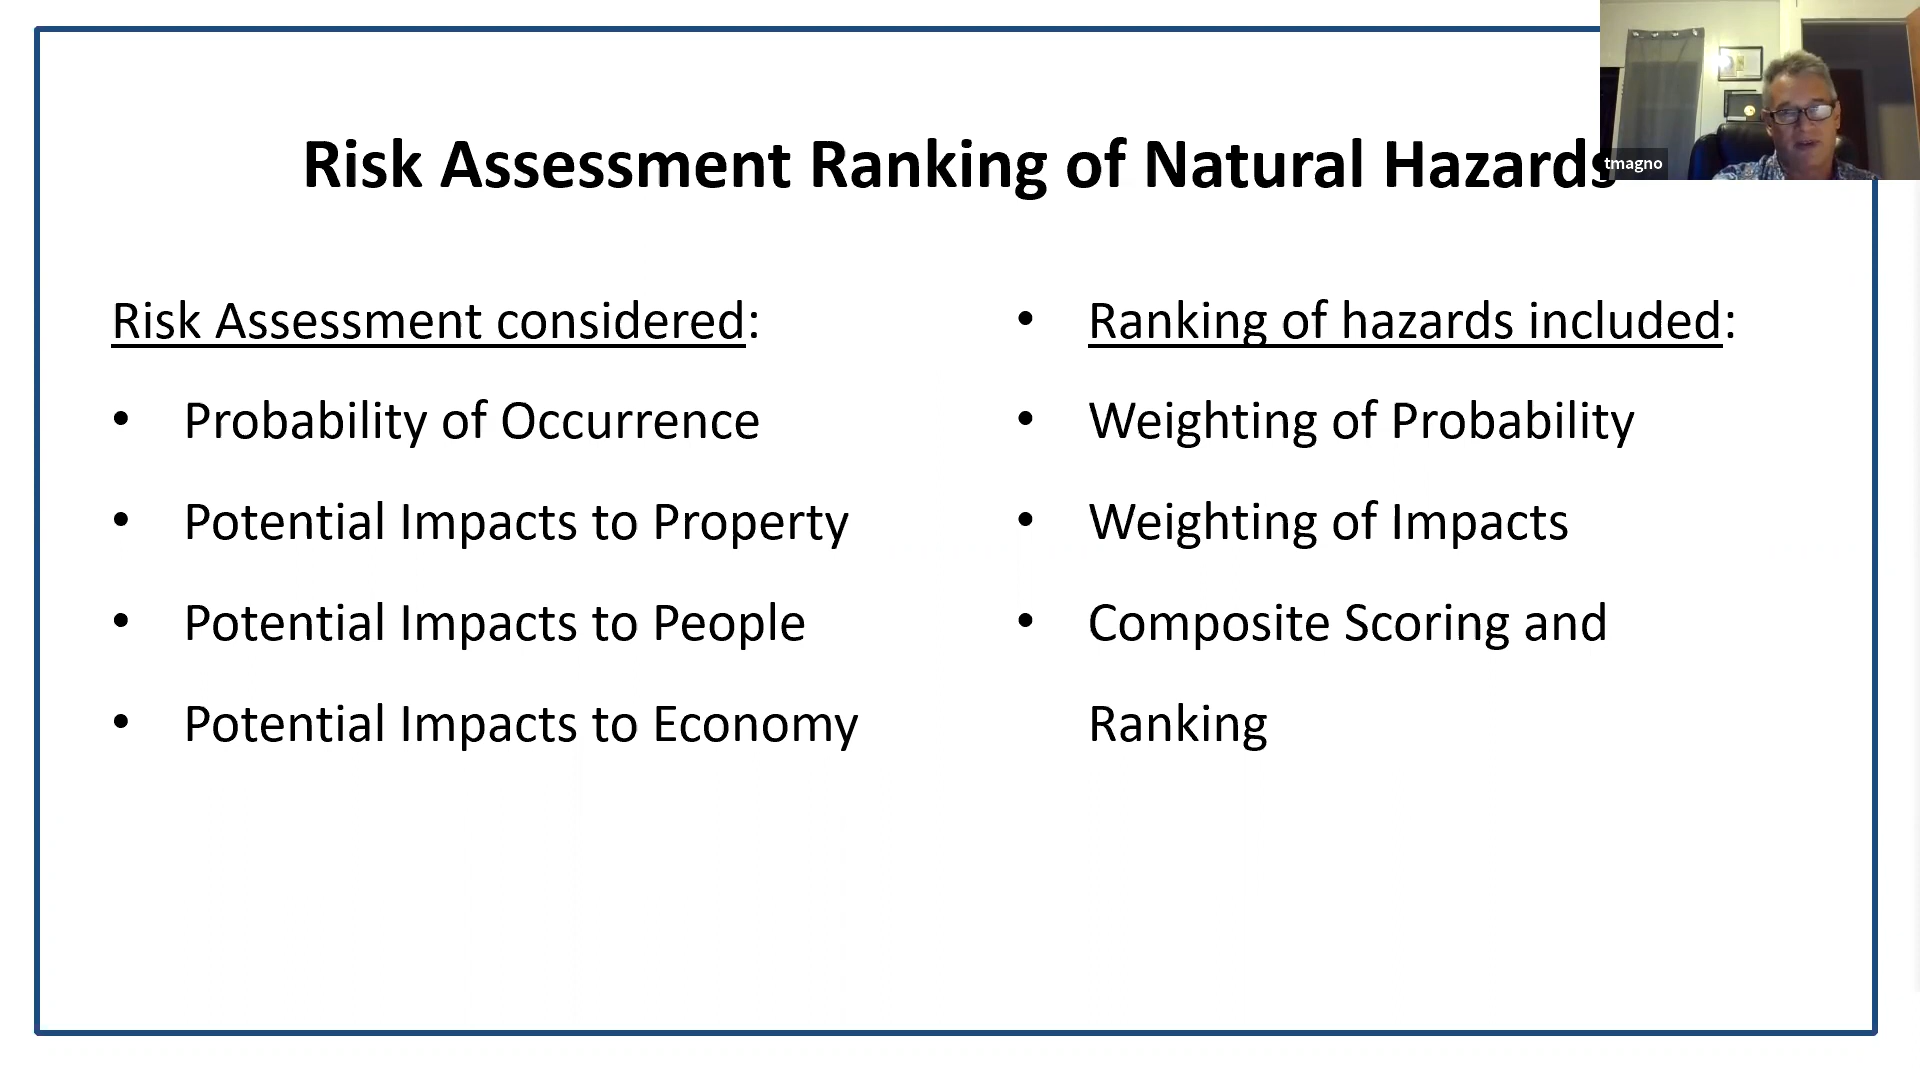 Risk Assessment Ranking of Natural Hazards
tmagno
Risk Assessment considered:
• Probability of Occurrence
• Potential Impacts to Property
• Potential Impacts to People
• Potential Impacts to Economy
• Ranking of hazards included:
• Weighting of Probability
• Weighting of Impacts
• Composite Scoring and
Ranking